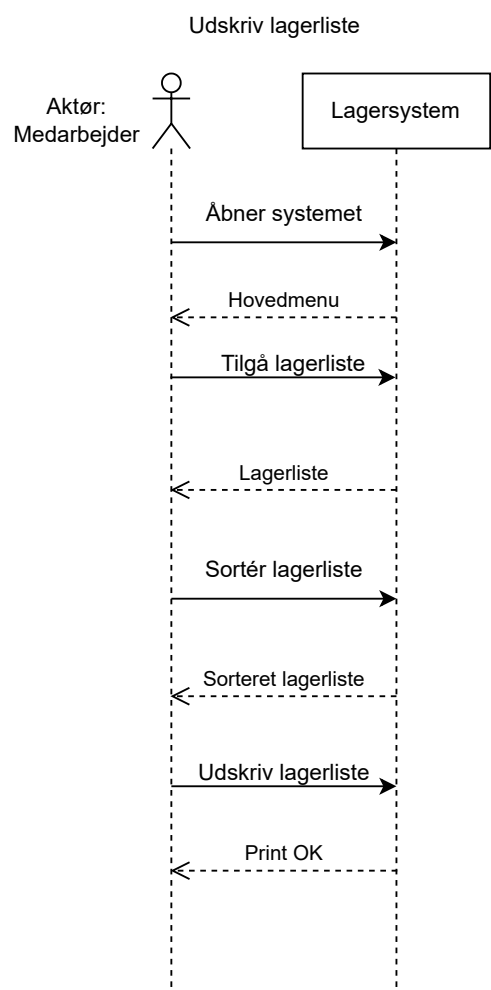 Udskriv lagerliste
Aktør:
Medarbejder
Lagersystem
Åbner systemet
Hovedmenu
Tilgå lagerliste
Lagerliste
Sortér lagerliste
Sorteret lagerliste
Udskriv lagerliste
Print OK